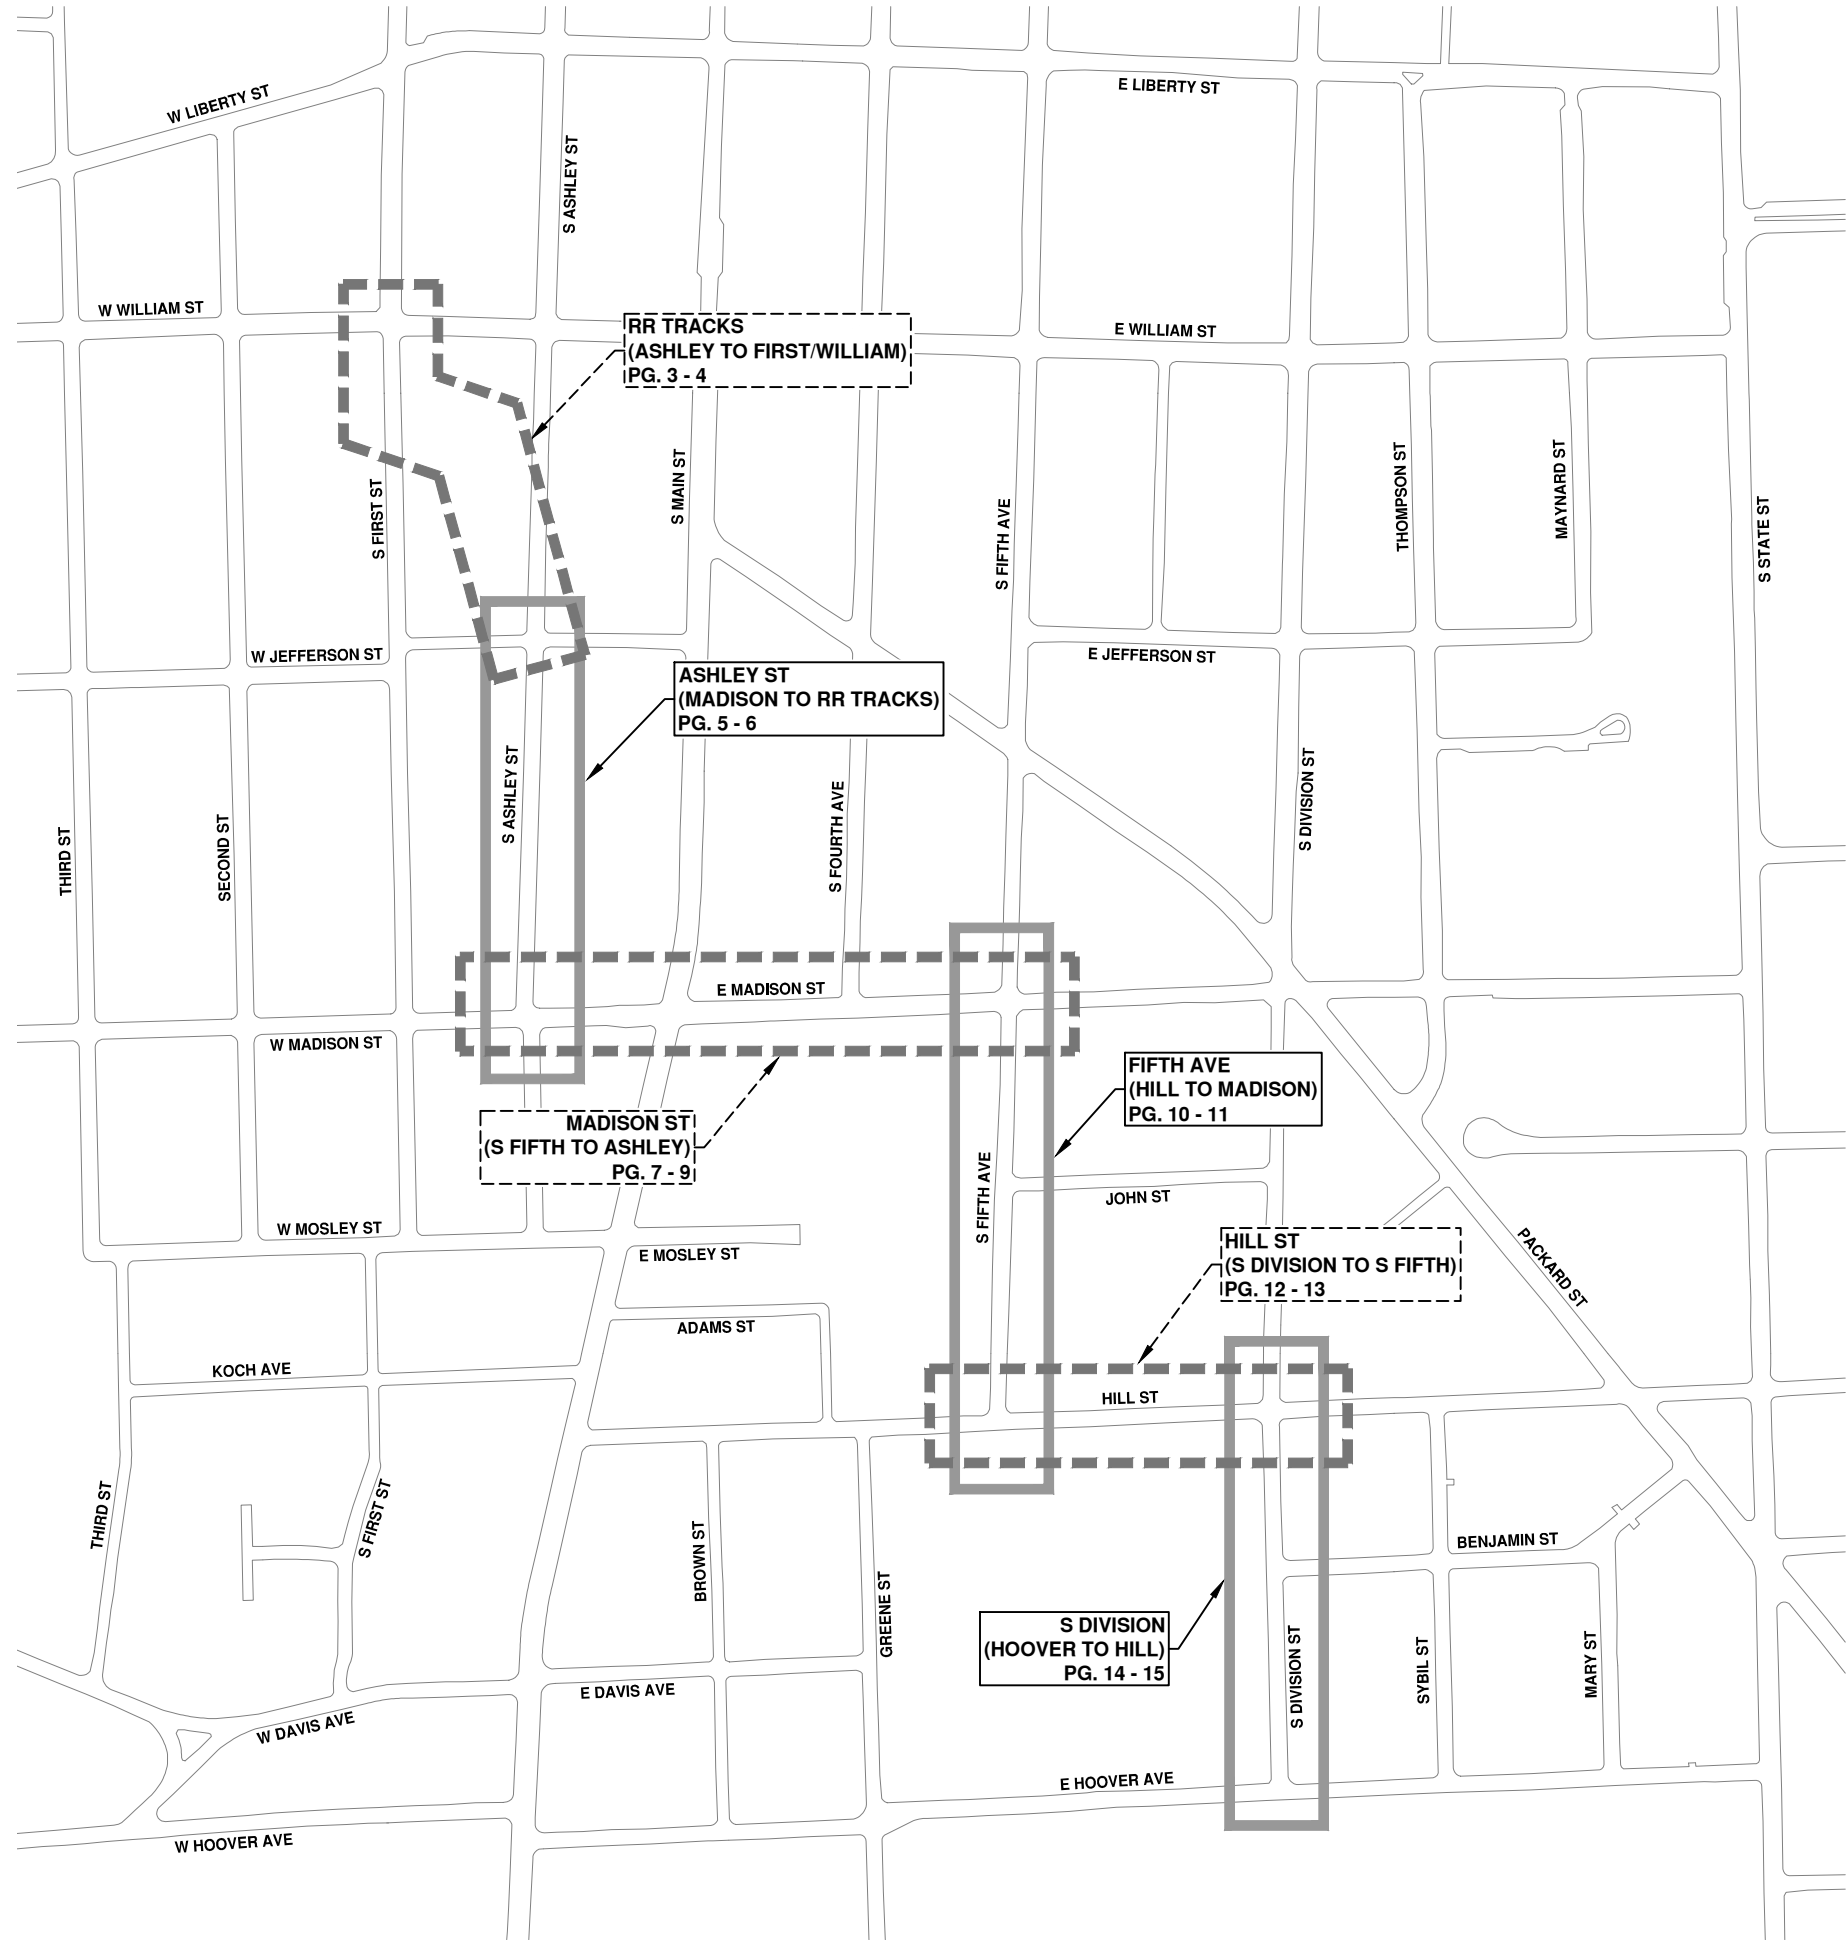 W LIBERTY ST
E LIBERTY ST
S ASHLEY ST
W WILLIAM ST
E WILLIAM ST
RR TRACKS
(ASHLEY TO FIRST/WILLIAM)
PG. 3 - 4
S FIRST ST
S MAIN ST
S FIFTH AVE
THOMPSON ST
MAYNARD ST
S STATE ST
W JEFFERSON ST
E JEFFERSON ST
ASHLEY ST
(MADISON TO RR TRACKS)
PG. 5 - 6
THIRD ST
SECOND ST
S ASHLEY ST
S FOURTH AVE
S DIVISION ST
E MADISON ST
W MADISON ST
FIFTH AVE
(HILL TO MADISON)
PG. 10 - 11
MADISON ST
(S FIFTH TO ASHLEY)
PG. 7 - 9
S FIFTH AVE
JOHN ST
W MOSLEY ST
E MOSLEY ST
HILL ST
(S DIVISION TO S FIFTH)
PG. 12 - 13
PACKARD ST
ADAMS ST
KOCH AVE
HILL ST
THIRD ST
S FIRST ST
BROWN ST
GREENE ST
BENJAMIN ST
S DIVISION
(HOOVER TO HILL)
PG. 14 - 15
S DIVISION ST
SYBIL ST
MARY ST
E DAVIS AVE
W DAVIS AVE
E HOOVER AVE
W HOOVER AVE